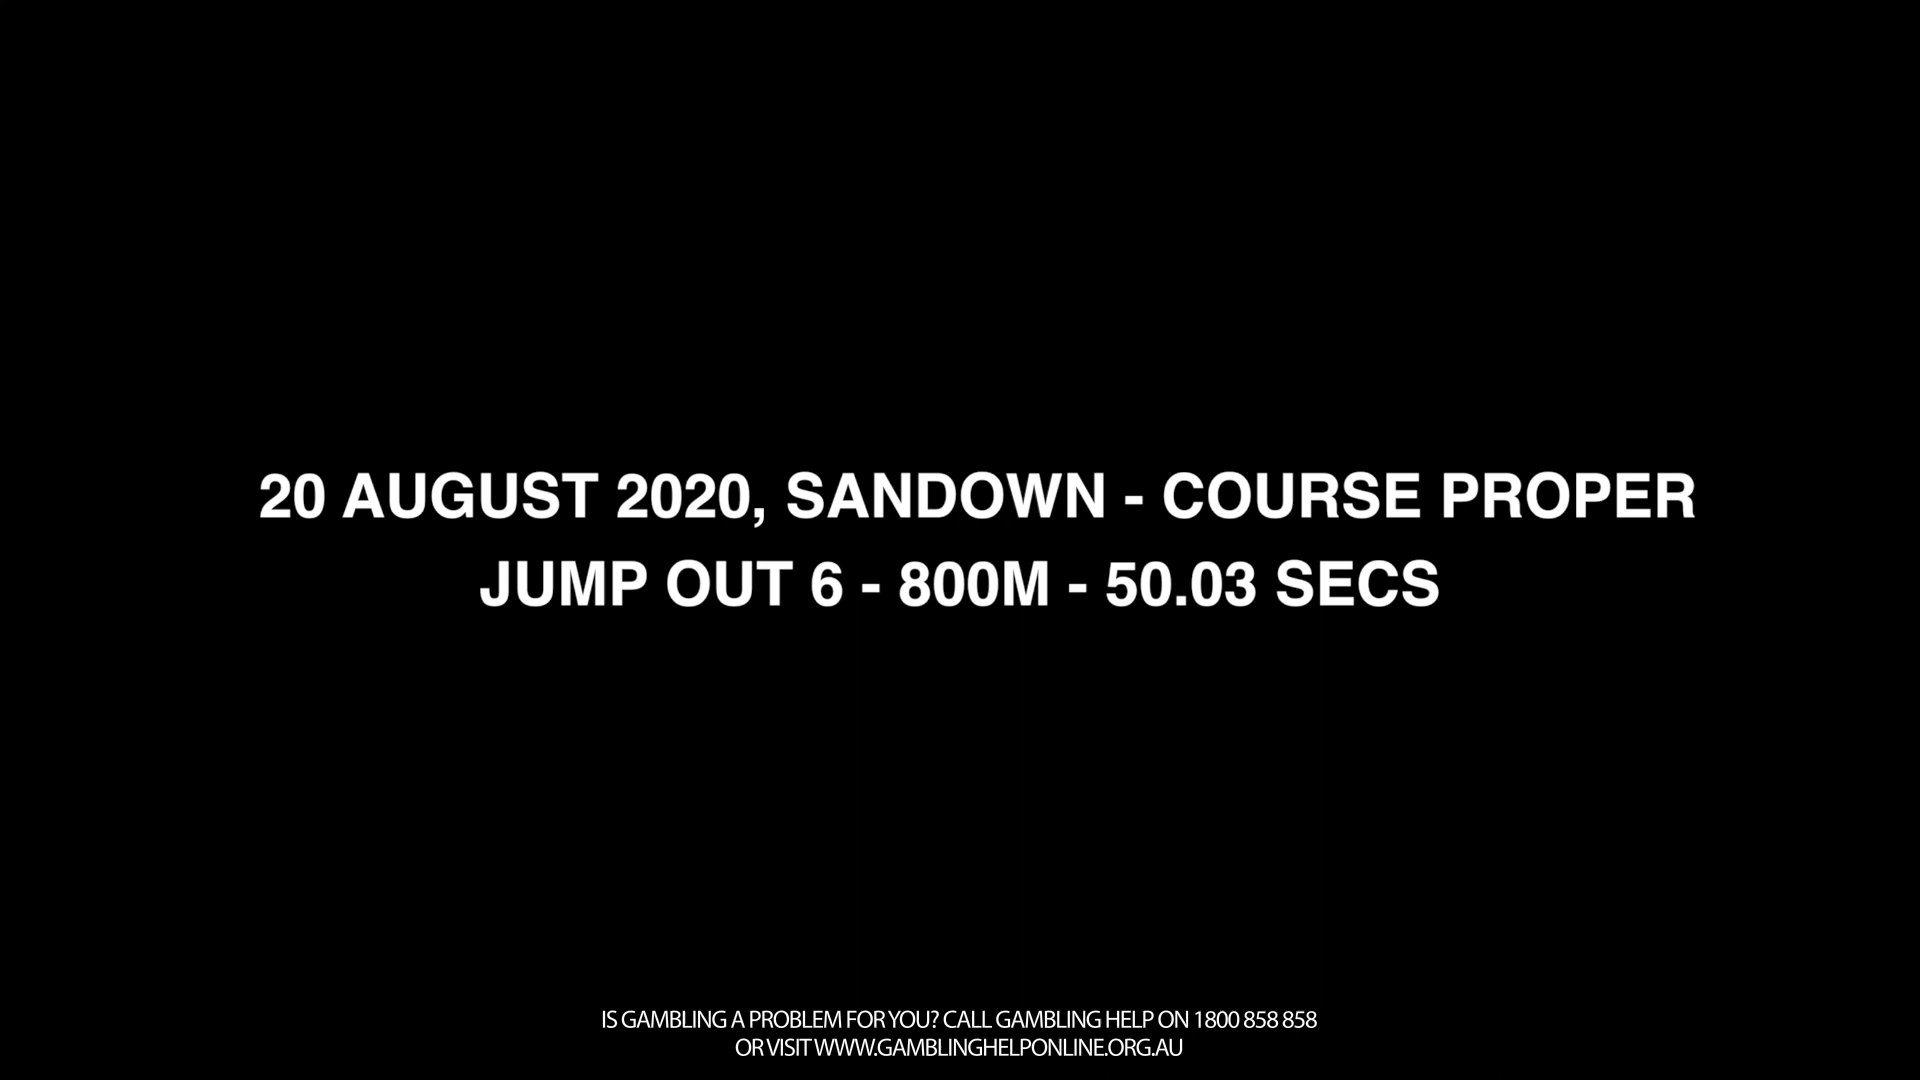 20 AUGUST 2020, SANDOWN - COURSE PROPER
JUMP OUT 6 - 800M - 50.03 SECS
IS GAMBLING A PROBLEM FOR YOU? CALL GAMBLING HELP ON 1800 858 858
OR VISIT WWW.GAMBLINGHELPONLINE.ORG.AU